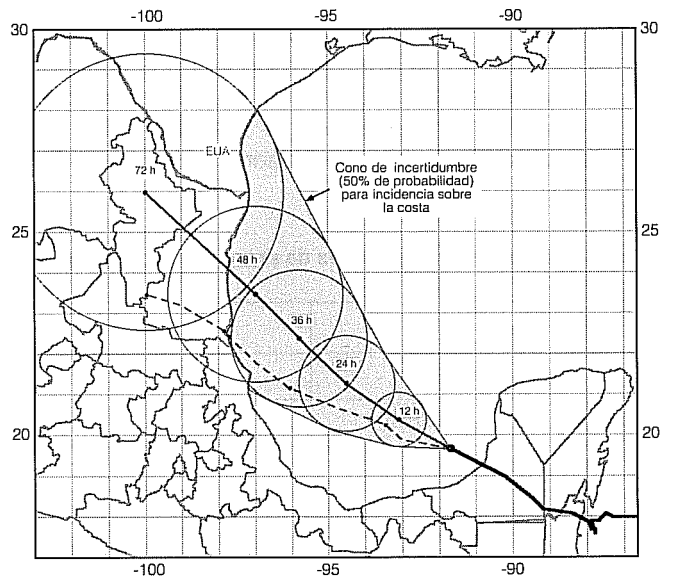 -100 -95 -90
30 30
EUA
72 h
Cono de incertidumbre
(50% de probabilidad)
para incidencia sobre
la costa
25 25
48 h
36 h
24 h
12 h
20 20
-100 -95 -90